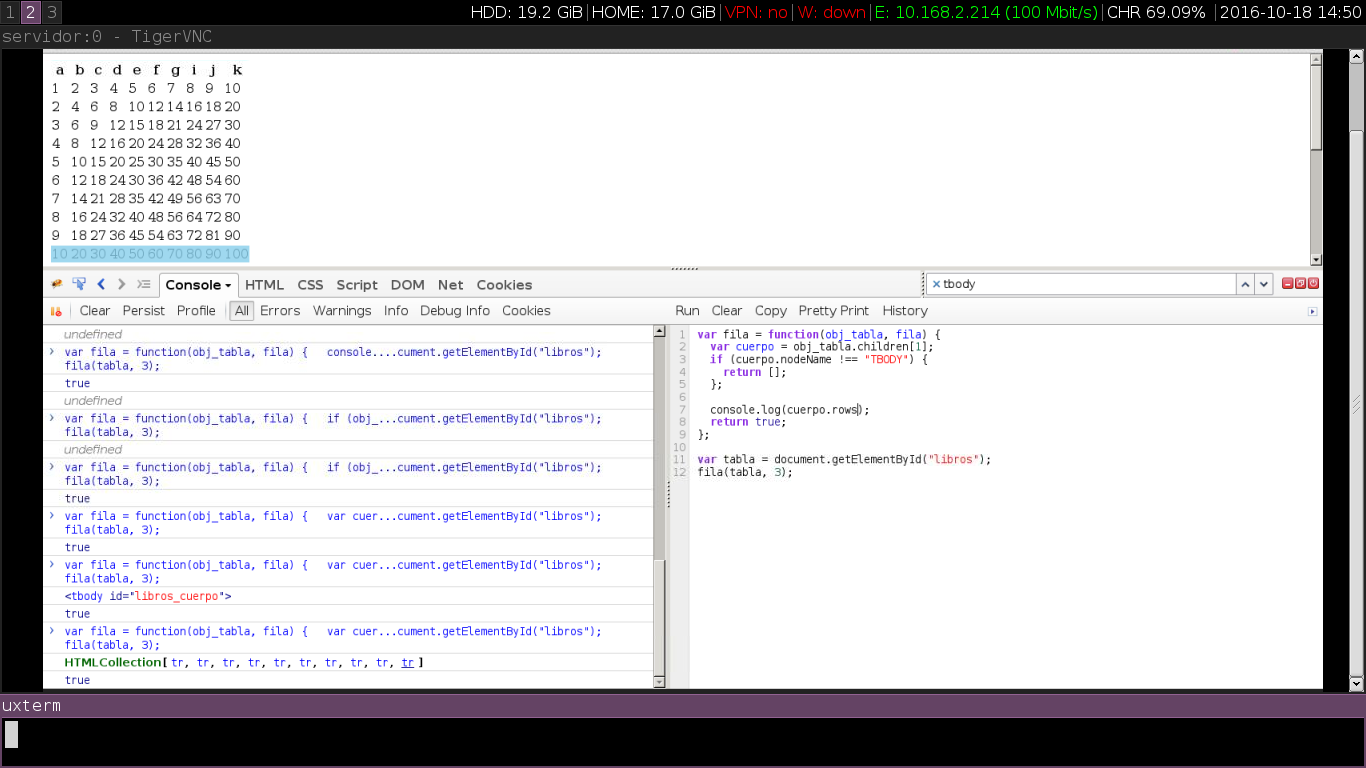 1 2 3 HDD: 19.2 GiB|HOME: 17.0 GiB|VPN: no|W: down|E: 10.168.2.214 (100 Mbit/s)|CHR 69.09% |2016-10-18 14:50
servidor:0 - TigerVNC
a b c d e f g i j k
1 2 3 4 5 6 7 8 9 10
2 4 6 8 10 12 14 16 18 20
3 6 9 12 15 18 21 24 27 30
4 8 12 16 20 24 28 32 36 40
5 10 15 20 25 30 35 40 45 50
6 12 18 24 30 36 42 48 54 60
7 14 21 28 35 42 49 56 63 70
8 16 24 32 40 48 56 64 72 80
9 18 27 36 45 54 63 72 81 90
10 20 30 40 50 60 70 80 90 100
Console HTML CSS Script DOM Net Cookies tbody
Clear Persist Profile All Errors Warnings Info Debug Info Cookies
undefined
var fila = function(obj_tabla, fila) {   console....cument.getElementById("libros");
fila(tabla, 3);
true
undefined
var fila = function(obj_tabla, fila) {   if (obj_...cument.getElementById("libros");
fila(tabla, 3);
undefined
var fila = function(obj_tabla, fila) {   if (obj_...cument.getElementById("libros");
fila(tabla, 3);
true
var fila = function(obj_tabla, fila) {   var cuer...cument.getElementById("libros");
fila(tabla, 3);
true
var fila = function(obj_tabla, fila) {   var cuer...cument.getElementById("libros");
fila(tabla, 3);
<tbody id="libros_cuerpo">
true
var fila = function(obj_tabla, fila) {   var cuer...cument.getElementById("libros");
fila(tabla, 3);
HTMLCollection[ tr, tr, tr, tr, tr, tr, tr, tr, tr, tr ]
true
Run Clear Copy Pretty Print History
1 var fila = function(obj_tabla, fila) {
2   var cuerpo = obj_tabla.children[1];
3   if (cuerpo.nodeName !== "TBODY") {
4     return [];
5   };
6
7   console.log(cuerpo.rows);
8   return true;
9 };
10
11 var tabla = document.getElementById("libros");
12 fila(tabla, 3);
uxterm